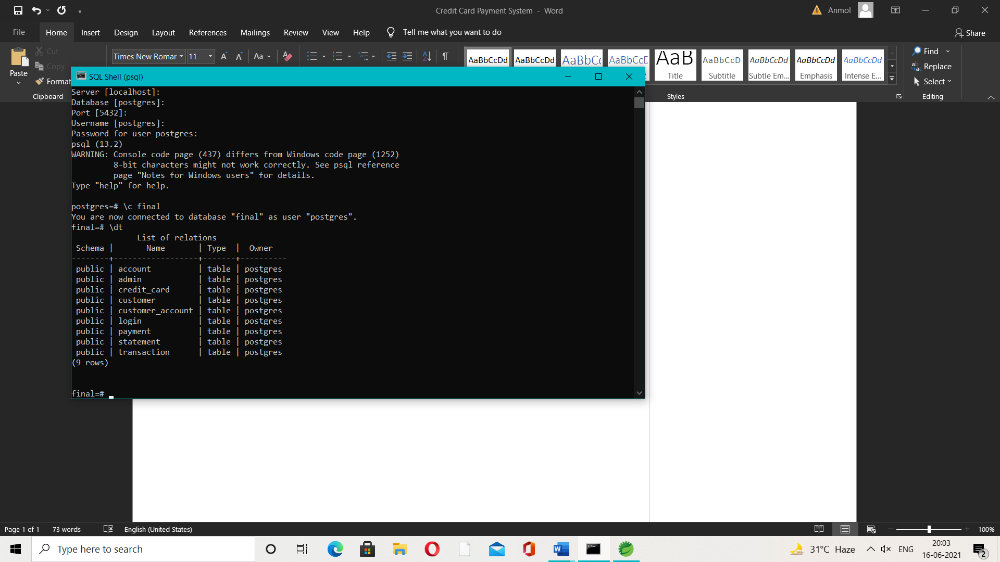 Credit Card Payment System - Word
Anmol
File Home Insert Design Layout References Mailings Review View Help Tell me what you want to do
Share
Paste
Cut
Copy
Format
Clipboard
Times New Romar 11
Aa
AaBbCcDd AaBbCcDd AaBbC AaBbCcD AaB AaBbCcD AaBbCcDd AaBbCcDd AaBbCcDd
Title Subtitle Subtle Em... Emphasis Intense E...
Styles
Find
Replace
Select
Editing
SQL Shell (psql)
Server [localhost]:
Database [postgres]:
Port [5432]:
Username [postgres]:
Password for user postgres:
psql (13.2)
WARNING: Console code page (437) differs from Windows code page (1252)
8-bit characters might not work correctly. See psql reference
page "Notes for Windows users" for details.
Type "help" for help.
postgres=# \c final
You are now connected to database "final" as user "postgres".
final=# \dt
List of relations
Schema | Name | Type | Owner
--------+------------------+-------+----------
public | account | table | postgres
public | admin | table | postgres
public | credit_card | table | postgres
public | customer | table | postgres
public | customer_account | table | postgres
public | login | table | postgres
public | payment | table | postgres
public | statement | table | postgres
public | transaction | table | postgres
(9 rows)
final=#
Page 1 of 1 73 words English (United States) 100%
Type here to search
31°C Haze
ENG
20:03
16-06-2021
2